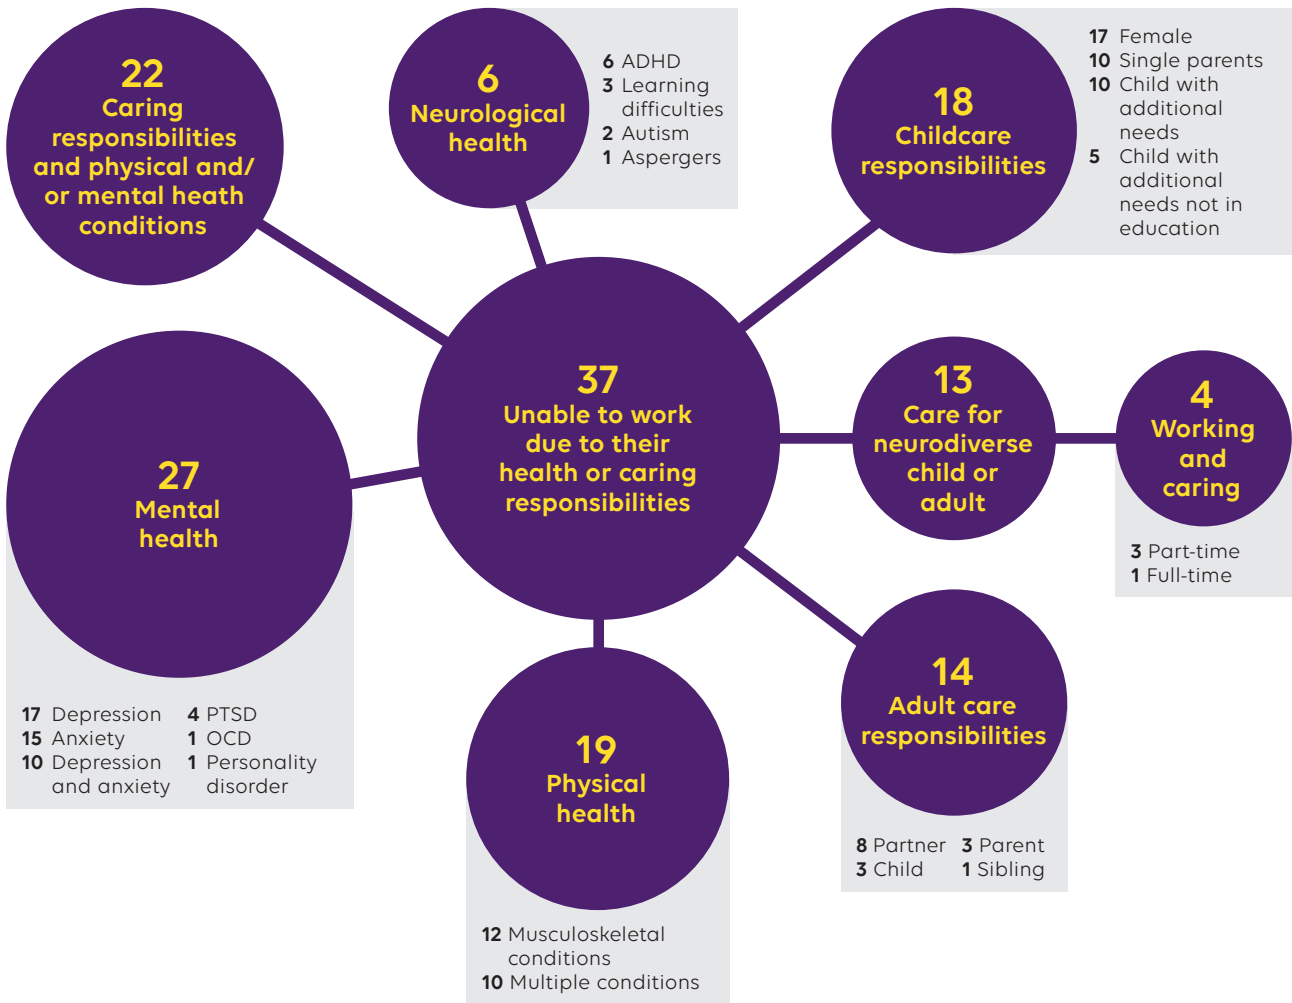 22
Caring
responsibilities
and physical and/
or mental heath
conditions
6
Neurological
health
6 ADHD
3 Learning
difficulties
2 Autism
1 Aspergers
18
Childcare
responsibilities
17 Female
10 Single parents
10 Child with
additional
needs
5 Child with
additional
needs not in
education
37
Unable to work
due to their
health or caring
responsibilities
13
Care for
neurodiverse
child or
adult
4
Working
and
caring
3 Part-time
1 Full-time
27
Mental
health
17 Depression
15 Anxiety
10 Depression
and anxiety
4 PTSD
1 OCD
1 Personality
disorder
19
Physical
health
12 Musculoskeletal
conditions
10 Multiple conditions
14
Adult care
responsibilities
8 Partner 3 Parent
3 Child 1 Sibling